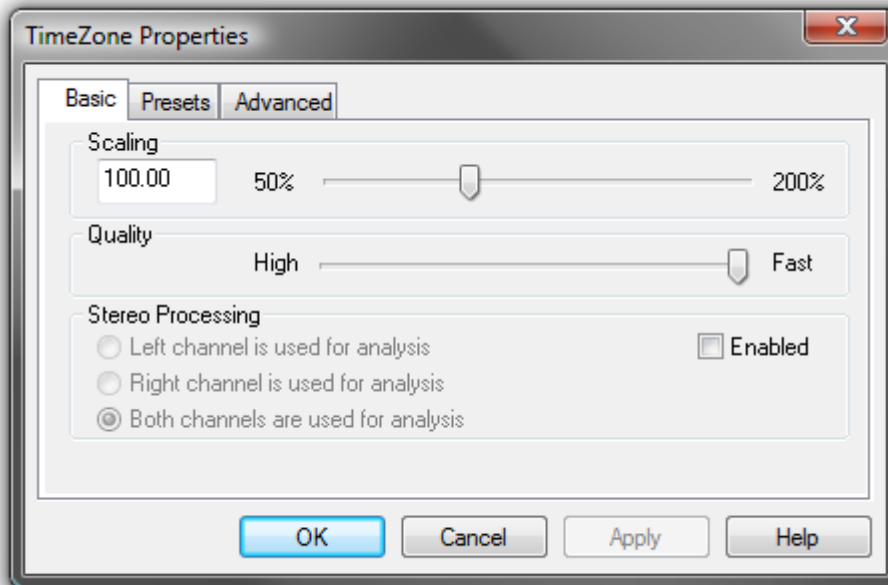 TimeZone Properties
Basic Presets Advanced
Scaling
100.00 50% 200%
Quality
High Fast
Stereo Processing
Left channel is used for analysis Enabled
Right channel is used for analysis
Both channels are used for analysis
OK Cancel Apply Help